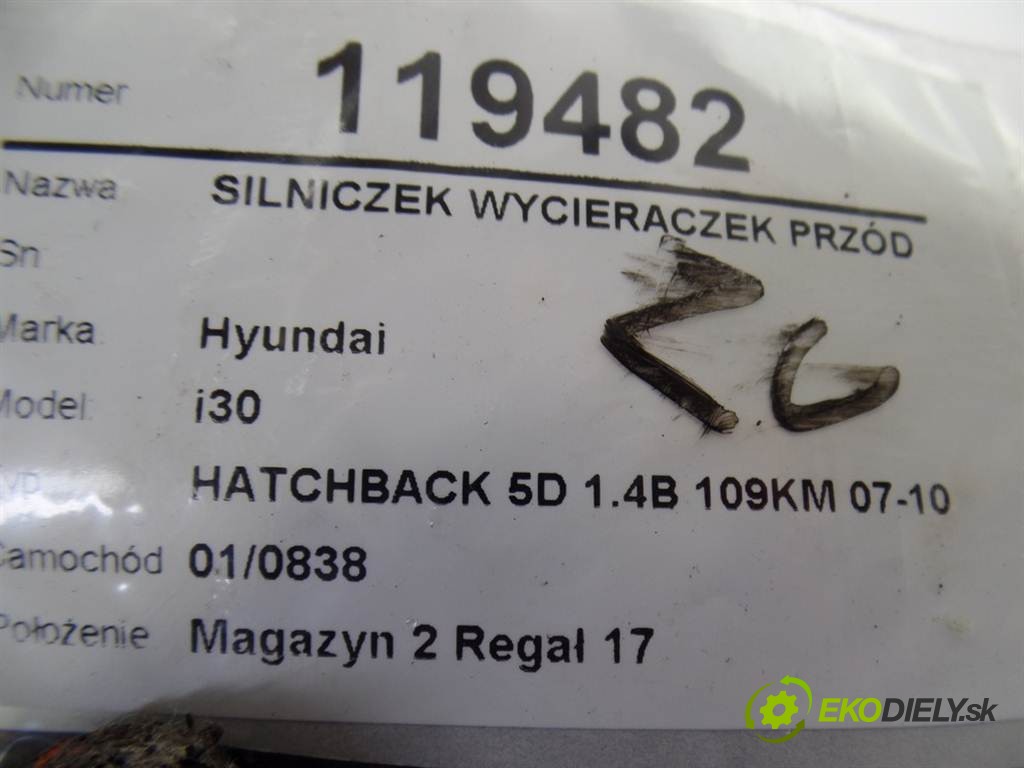 Numer 119482
Nazwa SILNICZEK WYCIERACZEK PRZÓD
Sn
Marka Hyundai
Model: i30
Typ HATCHBACK 5D 1.4B 109KM 07-10
Samochód 01/0838
Położenie Magazyn 2 Regał 17
EKODIELY.sk